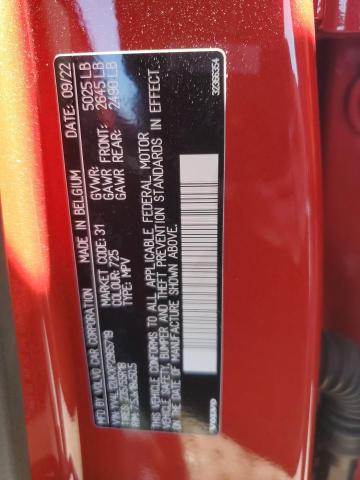 MFD BY VOLVO CAR CORPORATION
MADE IN BELGIUM
DATE: 09/22
GVWR: 5025 LB
GAWR FRONT: 2645 LB
GAWR REAR: 2490 LB
MARKET CODE: 31
COLOUR: 725
TYPE: MPV
THIS VEHICLE CONFORMS TO ALL APPLICABLE FEDERAL MOTOR
VEHICLE SAFETY, BUMPER AND THEFT PREVENTION STANDARDS IN EFFECT
ON THE DATE OF MANUFACTURE SHOWN ABOVE.
VOLVO
32366354